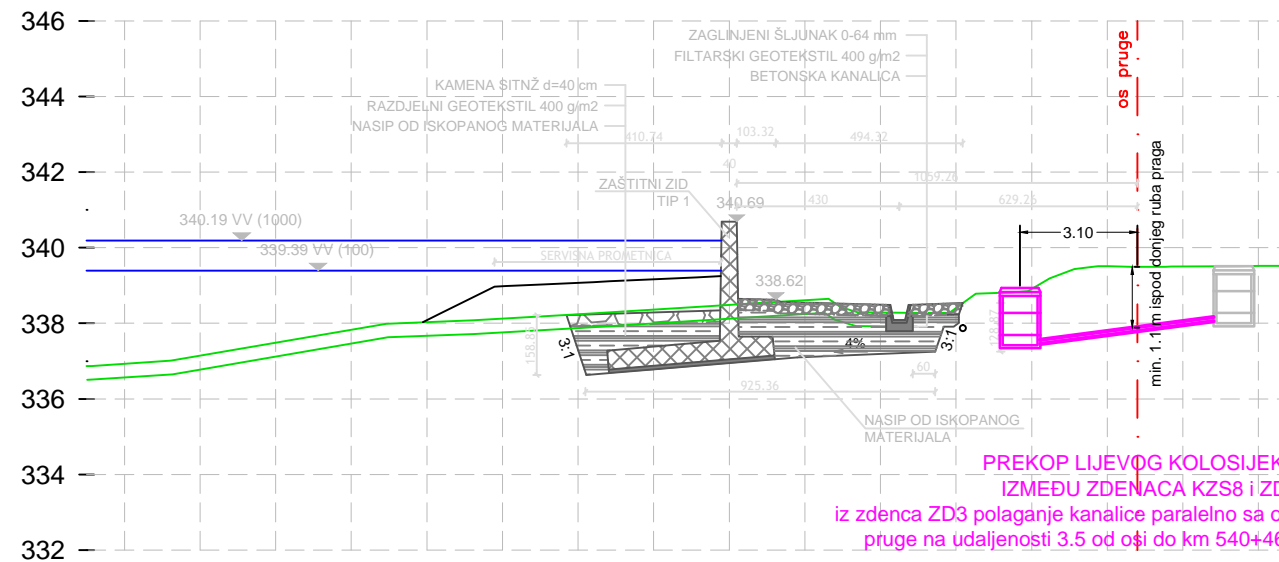 346
344
342
340
338
336
334
332
ZAGLINJENI ŠLJUNAK 0-64 mm
FILTARSKI GEOTEKSTIL 400 g/m2
BETONSKA KANALICA
KAMENA SITNŽ d=40 cm
RAZDJELNI GEOTEKSTIL 400 g/m2
NASIP OD ISKOPANOG MATERIJALA
410.74
103.32
494.32
40
1059.26
430
629.26
ZAŠTITNI ZID
TIP 1
340.69
340.19 VV (1000)
339.39 VV (100)
SERVISNA PROMETNICA
338.62
os pruge
3.10
min. 1.1 m ispod donjeg ruba praga
128.87
158.86
3:1
4%
3:1
60
925.36
NASIP OD ISKOPANOG
MATERIJALA
PREKOP LIJEVOG KOLOSIJEK
IZMEĐU ZDENACA KZS8 i ZD
iz zdenca ZD3 polaganje kanalice paralelno sa o
pruge na udaljenosti 3.5 od osi do km 540+46